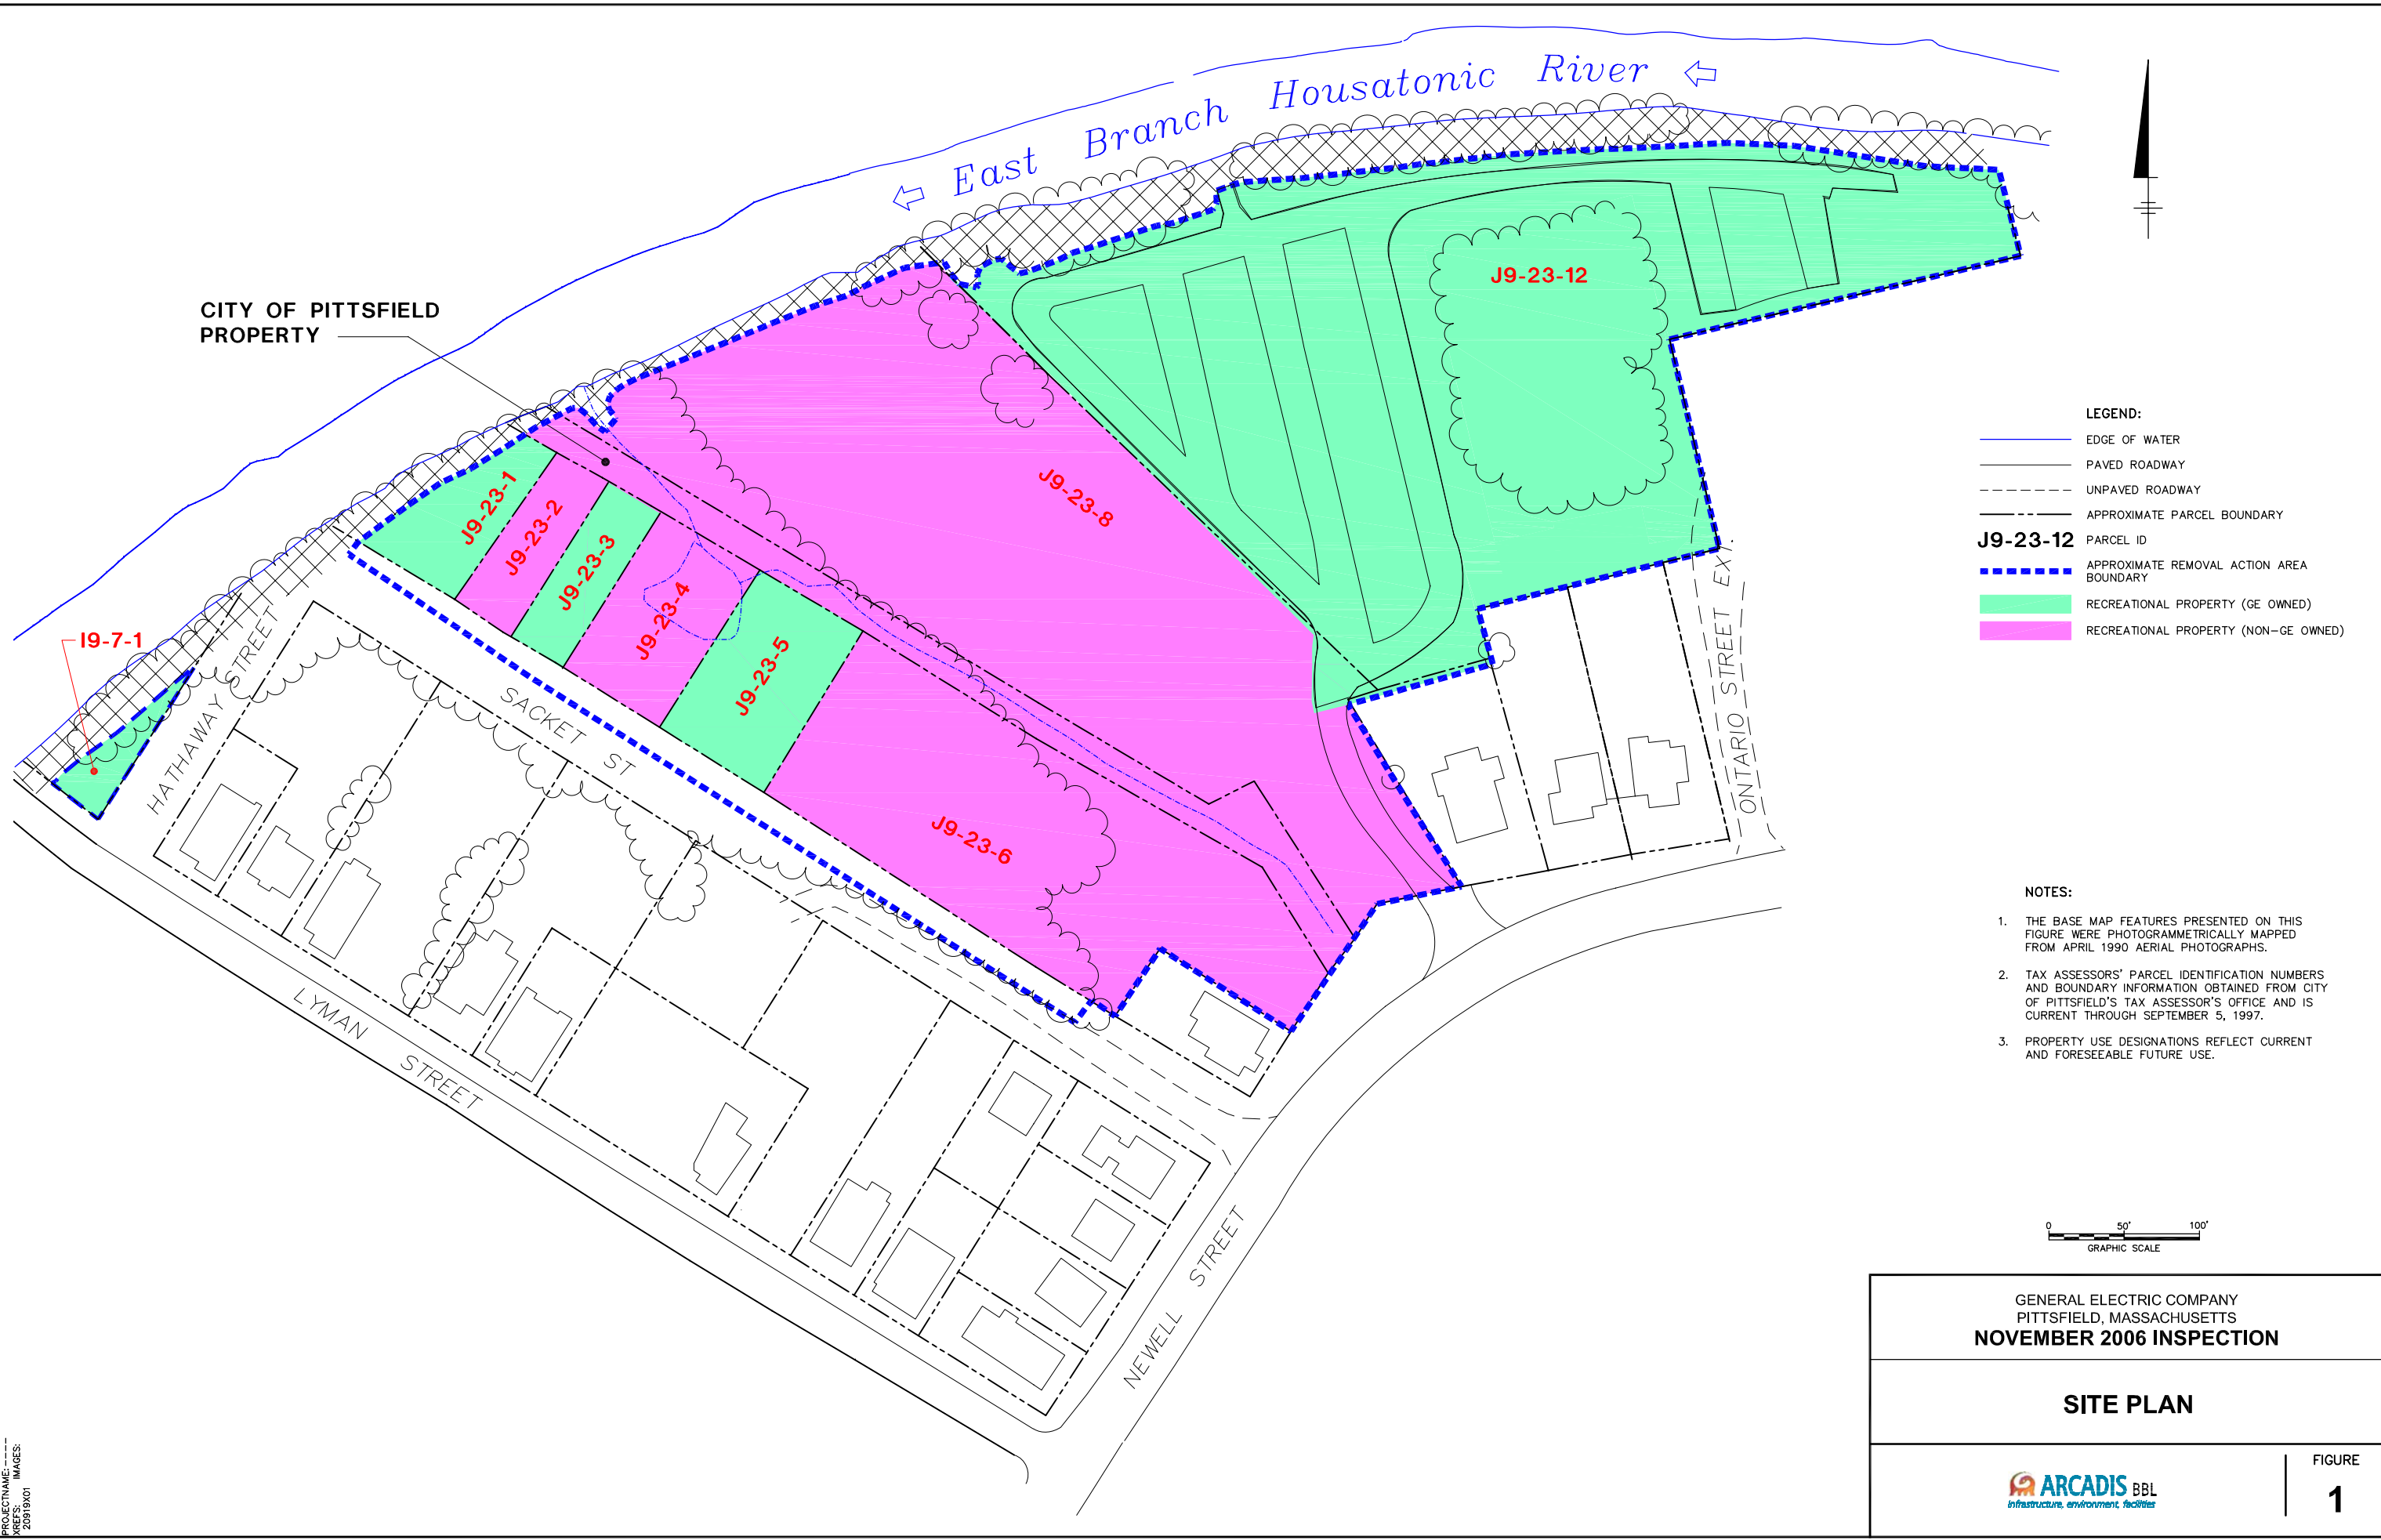 East Branch Housatonic River
CITY OF PITTSFIELD
PROPERTY
J9-23-12
J9-23-8
J9-23-1
J9-23-2
J9-23-3
J9-23-4
J9-23-5
J9-23-6
I9-7-1
HATHAWAY STREET
SACKET ST
LYMAN STREET
NEWELL STREET
ONTARIO STREET EXT.
LEGEND:
EDGE OF WATER
PAVED ROADWAY
UNPAVED ROADWAY
APPROXIMATE PARCEL BOUNDARY
J9-23-12 PARCEL ID
APPROXIMATE REMOVAL ACTION AREA
BOUNDARY
RECREATIONAL PROPERTY (GE OWNED)
RECREATIONAL PROPERTY (NON-GE OWNED)
NOTES:
1. THE BASE MAP FEATURES PRESENTED ON THIS
FIGURE WERE PHOTOGRAMMETRICALLY MAPPED
FROM APRIL 1990 AERIAL PHOTOGRAPHS.
2. TAX ASSESSORS' PARCEL IDENTIFICATION NUMBERS
AND BOUNDARY INFORMATION OBTAINED FROM CITY
OF PITTSFIELD'S TAX ASSESSOR'S OFFICE AND IS
CURRENT THROUGH SEPTEMBER 5, 1997.
3. PROPERTY USE DESIGNATIONS REFLECT CURRENT
AND FORESEEABLE FUTURE USE.
0 50' 100'
GRAPHIC SCALE
GENERAL ELECTRIC COMPANY
PITTSFIELD, MASSACHUSETTS
NOVEMBER 2006 INSPECTION
SITE PLAN
ARCADIS BBL
Infrastructure, environment, facilities
FIGURE
1
PROJECTNAME: ----
XREFS: IMAGES:
20919X01